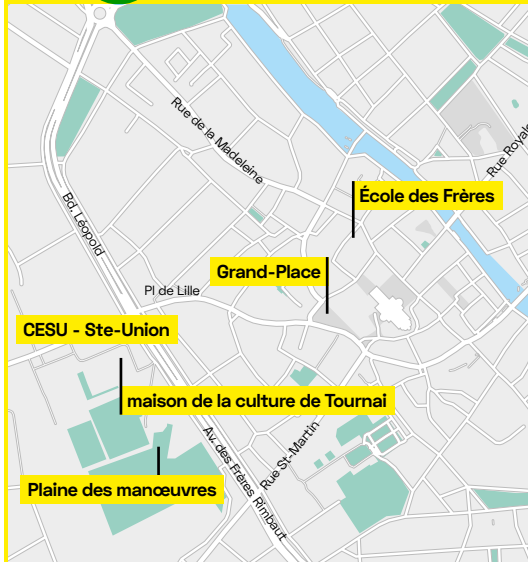 Rue de la Madeleine
Rue Royale
Bd. Léopold
École des Frères
Grand-Place
Pl de Lille
CESU - Ste-Union
maison de la culture de Tournai
Rue St-Martin
Av. des Frères Rimbaut
Plaine des manœuvres